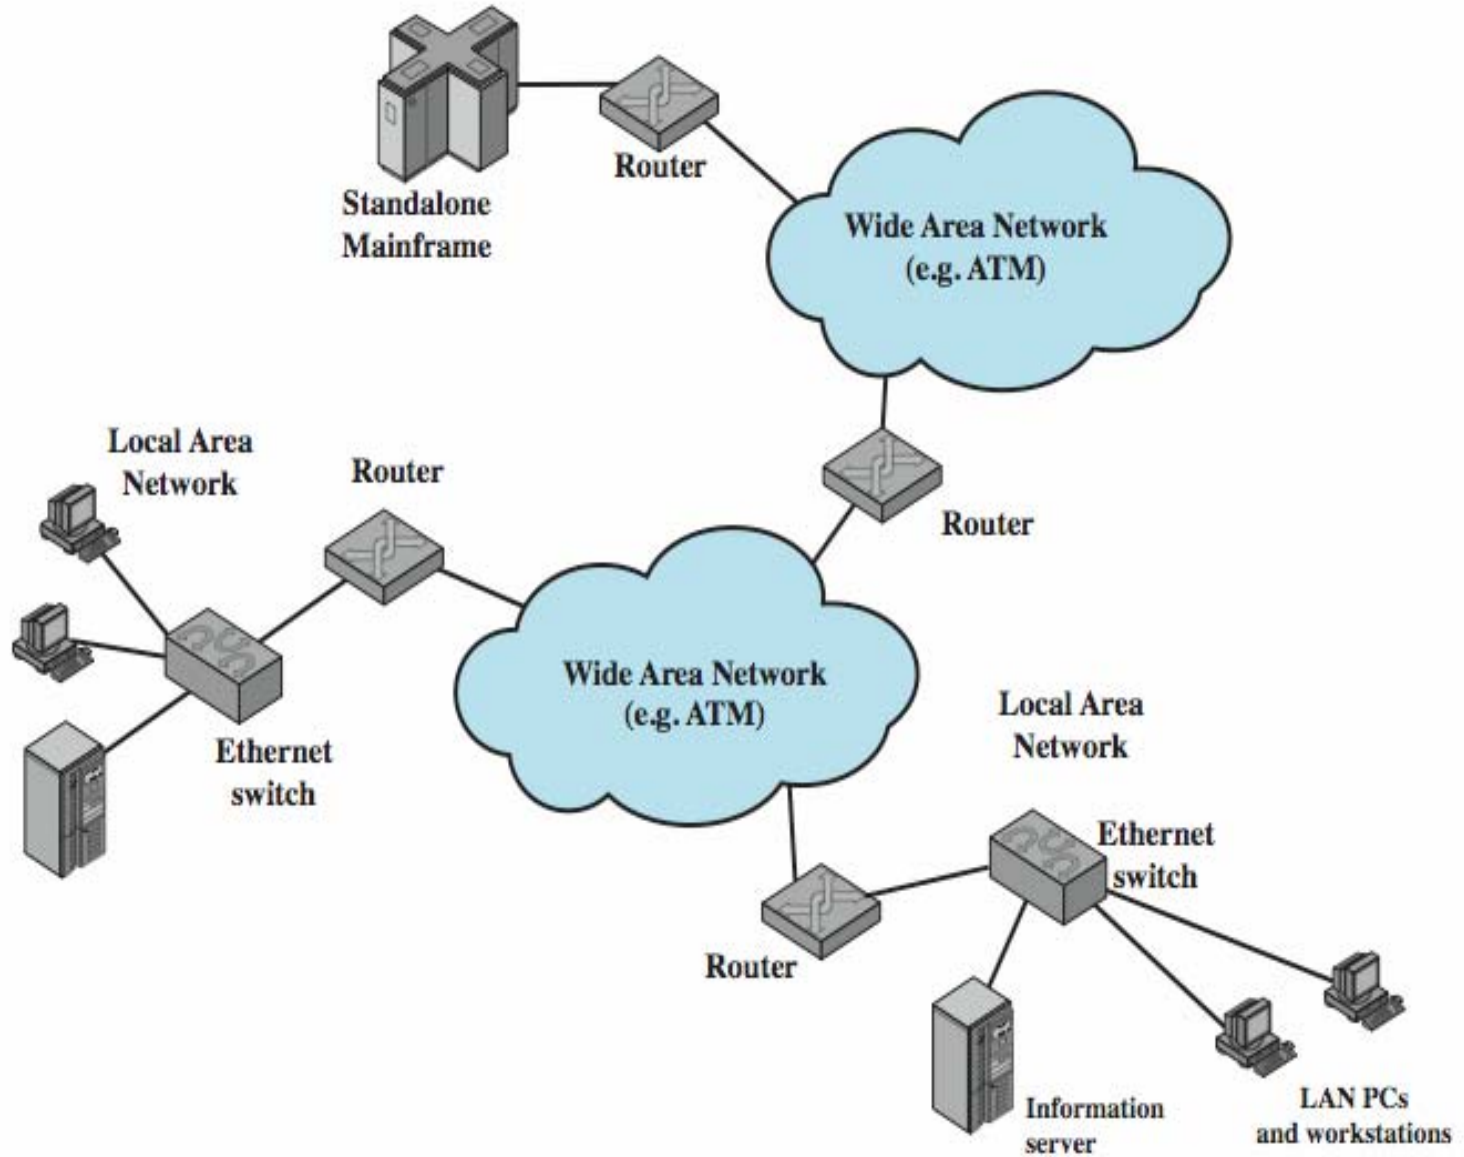 Router
Standalone
Mainframe
Wide Area Network
(e.g. ATM)
Local Area
Network
Router
Router
Wide Area Network
(e.g. ATM)
Local Area
Network
Ethernet
switch
Ethernet
switch
Router
Information
server
LAN PCs
and workstations